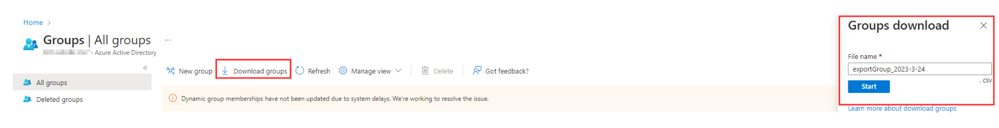 Home >
Groups | All groups ...
- Azure Active Directory
«
All groups
Deleted groups
New group
Download groups
Refresh
Manage view
Delete
Got feedback?
Dynamic group memberships have not been updated due to system delays. We're working to resolve the issue.
Groups download
File name *
exportGroup_2023-3-24
.csv
Start
Learn more about download groups